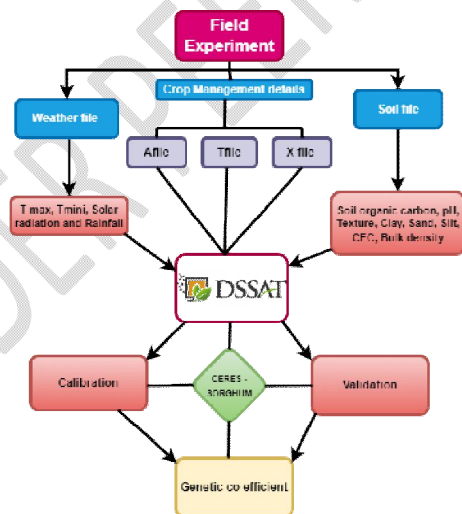 Field
Experiment
Crop Management details
Weather file
Soil file
Afile
Tfile
X file
T max, Tmini, Solar
radiation and Rainfall
Soil organic carbon, pH,
Texture, Clay, Sand, Silt,
CEC, Bulk density
DSSAT
Calibration
CERES -
SORGHUM
Validation
Genetic co efficient